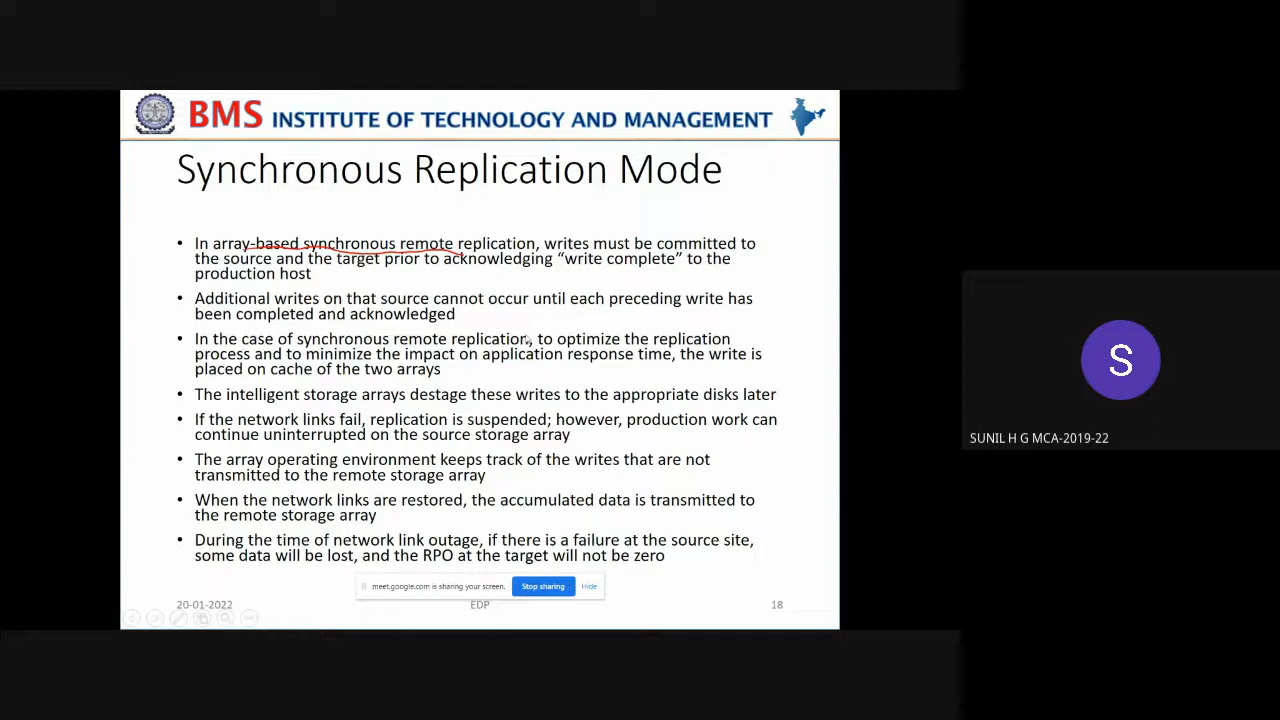 BMS INSTITUTE OF TECHNOLOGY AND MANAGEMENT
Synchronous Replication Mode
• In array-based synchronous remote replication, writes must be committed to
the source and the target prior to acknowledging “write complete” to the
production host
• Additional writes on that source cannot occur until each preceding write has
been completed and acknowledged
• In the case of synchronous remote replication, to optimize the replication
process and to minimize the impact on application response time, the write is
placed on cache of the two arrays
• The intelligent storage arrays destage these writes to the appropriate disks later
• If the network links fail, replication is suspended; however, production work can
continue uninterrupted on the source storage array
• The array operating environment keeps track of the writes that are not
transmitted to the remote storage array
• When the network links are restored, the accumulated data is transmitted to
the remote storage array
• During the time of network link outage, if there is a failure at the source site,
some data will be lost, and the RPO at the target will not be zero
meet.google.com is sharing your screen. Stop sharing Hide
20-01-2022 EDP 18
S
SUNIL H G MCA-2019-22